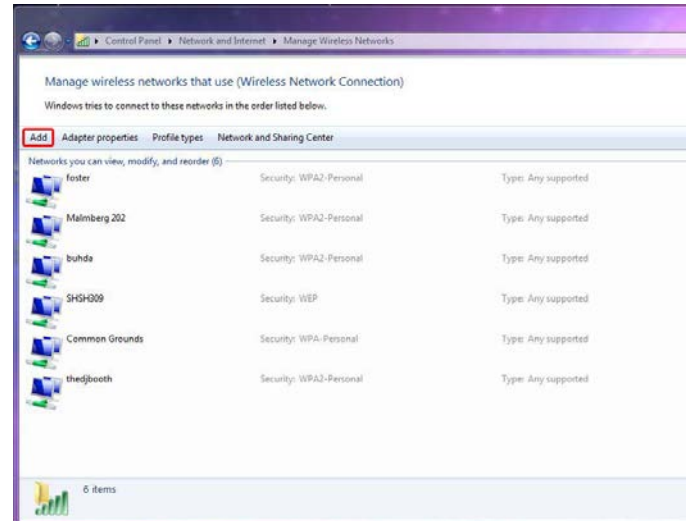 Control Panel ▸ Network and Internet ▸ Manage Wireless Networks
Manage wireless networks that use (Wireless Network Connection)
Windows tries to connect to these networks in the order listed below.
Add Adapter properties Profile types Network and Sharing Center
Networks you can view, modify, and reorder (6)
foster Security: WPA2-Personal Type: Any supported
Malmberg 202 Security: WPA2-Personal Type: Any supported
buhda Security: WPA2-Personal Type: Any supported
SHSH309 Security: WEP Type: Any supported
Common Grounds Security: WPA-Personal Type: Any supported
thedjbooth Security: WPA2-Personal Type: Any supported
6 items